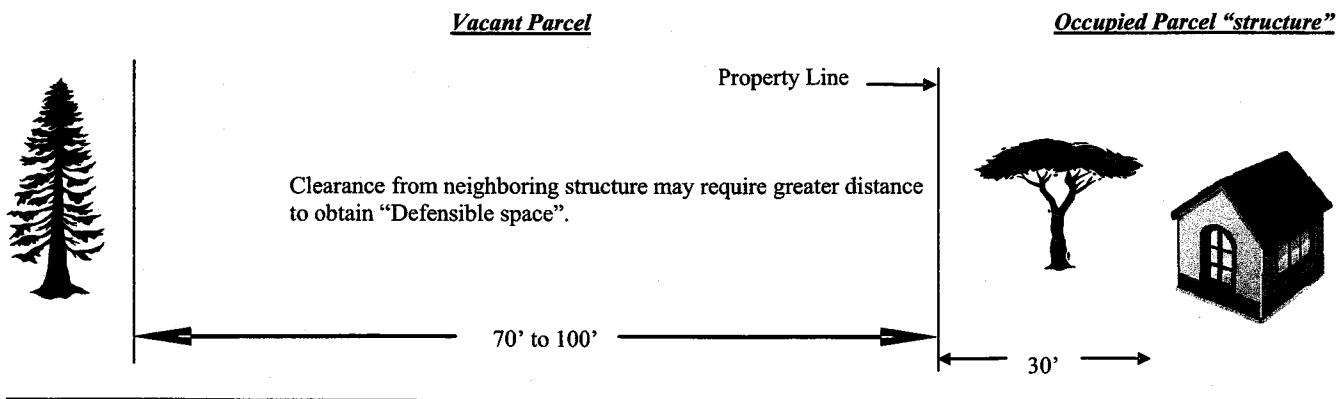 Vacant Parcel
Occupied Parcel “structure”
Property Line
Clearance from neighboring structure may require greater distance
to obtain “Defensible space”.
70’ to 100’
30’